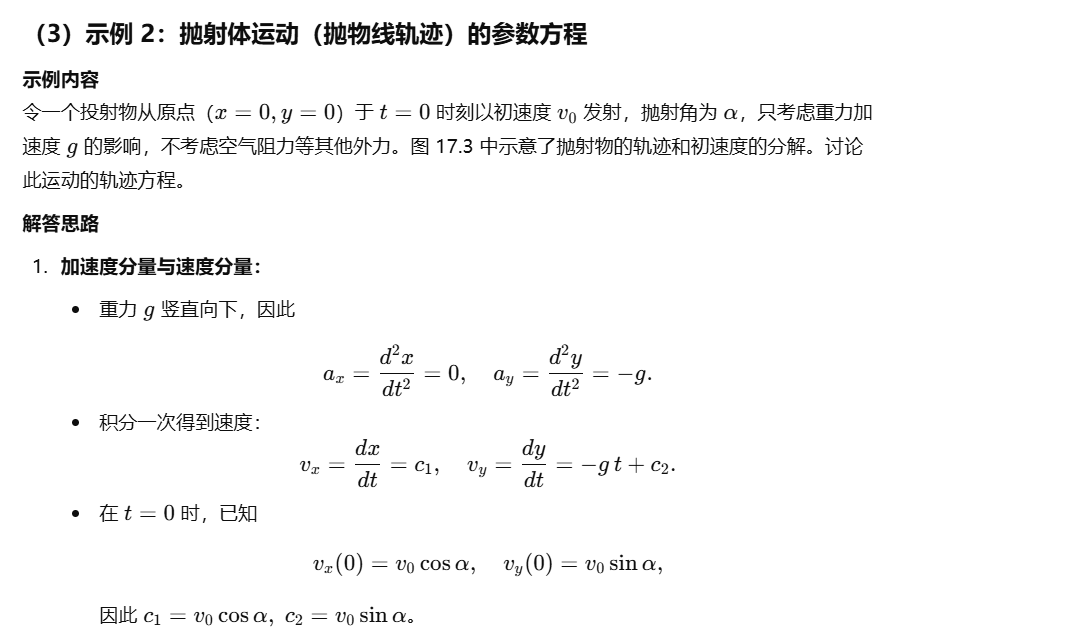 （3）示例 2：抛射体运动（抛物线轨迹）的参数方程
示例内容
令一个投射物从原点（x = 0, y = 0）于 t = 0 时刻以初速度 v₀ 发射，抛射角为 α，只考虑重力加
速度 g 的影响，不考虑空气阻力等其他外力。图 17.3 中示意了抛射物的轨迹和初速度的分解。讨论
此运动的轨迹方程。
解答思路
1. 加速度分量与速度分量：
• 重力 g 竖直向下，因此
aₓ = d²x/dt² = 0, a_y = d²y/dt² = −g.
• 积分一次得到速度：
vₓ = dx/dt = c₁, v_y = dy/dt = −g t + c₂.
• 在 t = 0 时，已知
vₓ(0) = v₀ cos α, v_y(0) = v₀ sin α,
因此 c₁ = v₀ cos α, c₂ = v₀ sin α。